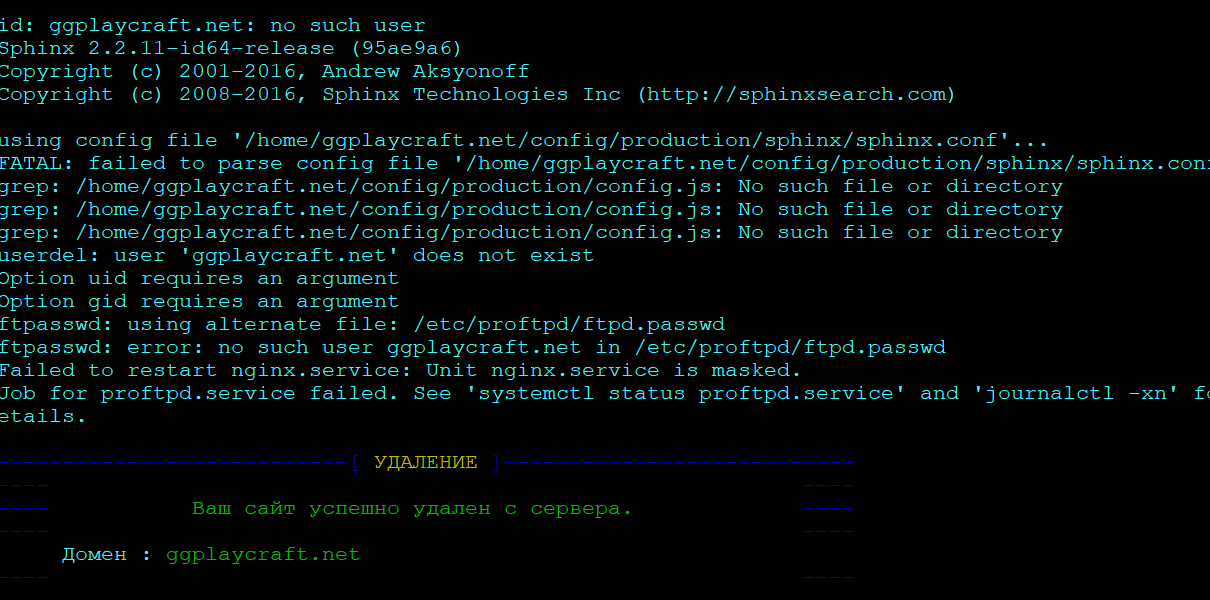 id: ggplaycraft.net: no such user
Sphinx 2.2.11-id64-release (95ae9a6)
Copyright (c) 2001-2016, Andrew Aksyonoff
Copyright (c) 2008-2016, Sphinx Technologies Inc (http://sphinxsearch.com)
using config file '/home/ggplaycraft.net/config/production/sphinx/sphinx.conf'...
FATAL: failed to parse config file '/home/ggplaycraft.net/config/production/sphinx/sphinx.conf
grep: /home/ggplaycraft.net/config/production/config.js: No such file or directory
grep: /home/ggplaycraft.net/config/production/config.js: No such file or directory
grep: /home/ggplaycraft.net/config/production/config.js: No such file or directory
userdel: user 'ggplaycraft.net' does not exist
Option uid requires an argument
Option gid requires an argument
ftpasswd: using alternate file: /etc/proftpd/ftpd.passwd
ftpasswd: error: no such user ggplaycraft.net in /etc/proftpd/ftpd.passwd
Failed to restart nginx.service: Unit nginx.service is masked.
Job for proftpd.service failed. See 'systemctl status proftpd.service' and 'journalctl -xn' fo
etails.
---------------------------[ УДАЛЕНИЕ ]---------------------------
---- ----
---- Ваш сайт успешно удален с сервера. ----
---- ----
Домен : ggplaycraft.net
---- ----